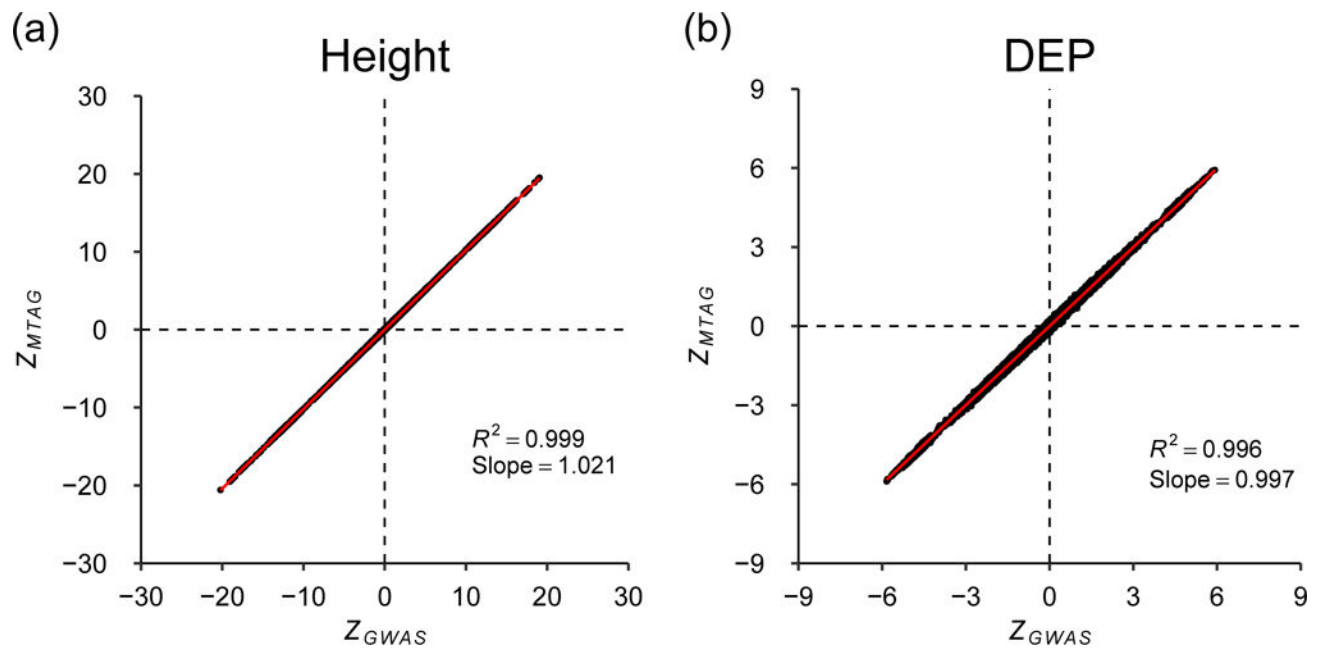 (a)
Height
30
20
10
0
−10
−20
−30
−30 −20 −10 0 10 20 30
Z_MTAG
Z_GWAS
R² = 0.999
Slope = 1.021
(b)
DEP
9
6
3
0
−3
−6
−9
−9 −6 −3 0 3 6 9
Z_MTAG
Z_GWAS
R² = 0.996
Slope = 0.997